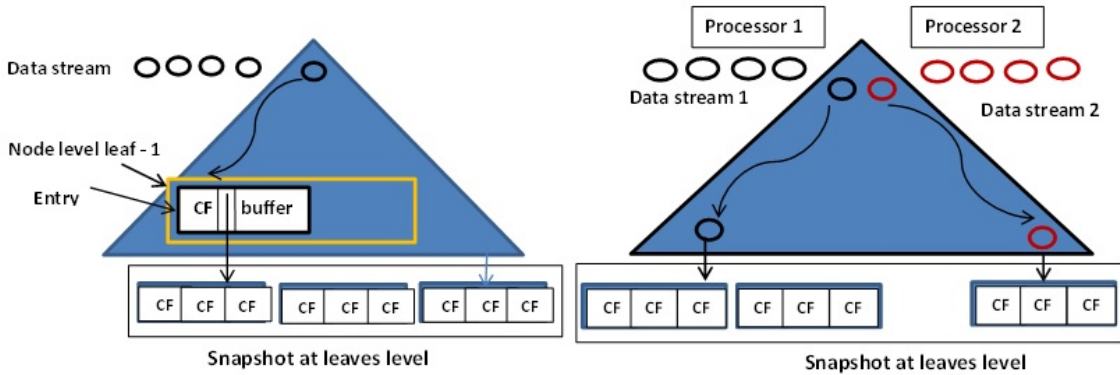 Data stream
Node level leaf - 1
Entry
CF buffer
CF CF CF CF CF CF CF CF CF
Snapshot at leaves level
Processor 1 Processor 2
Data stream 1
Data stream 2
CF CF CF CF CF CF CF CF CF
Snapshot at leaves level